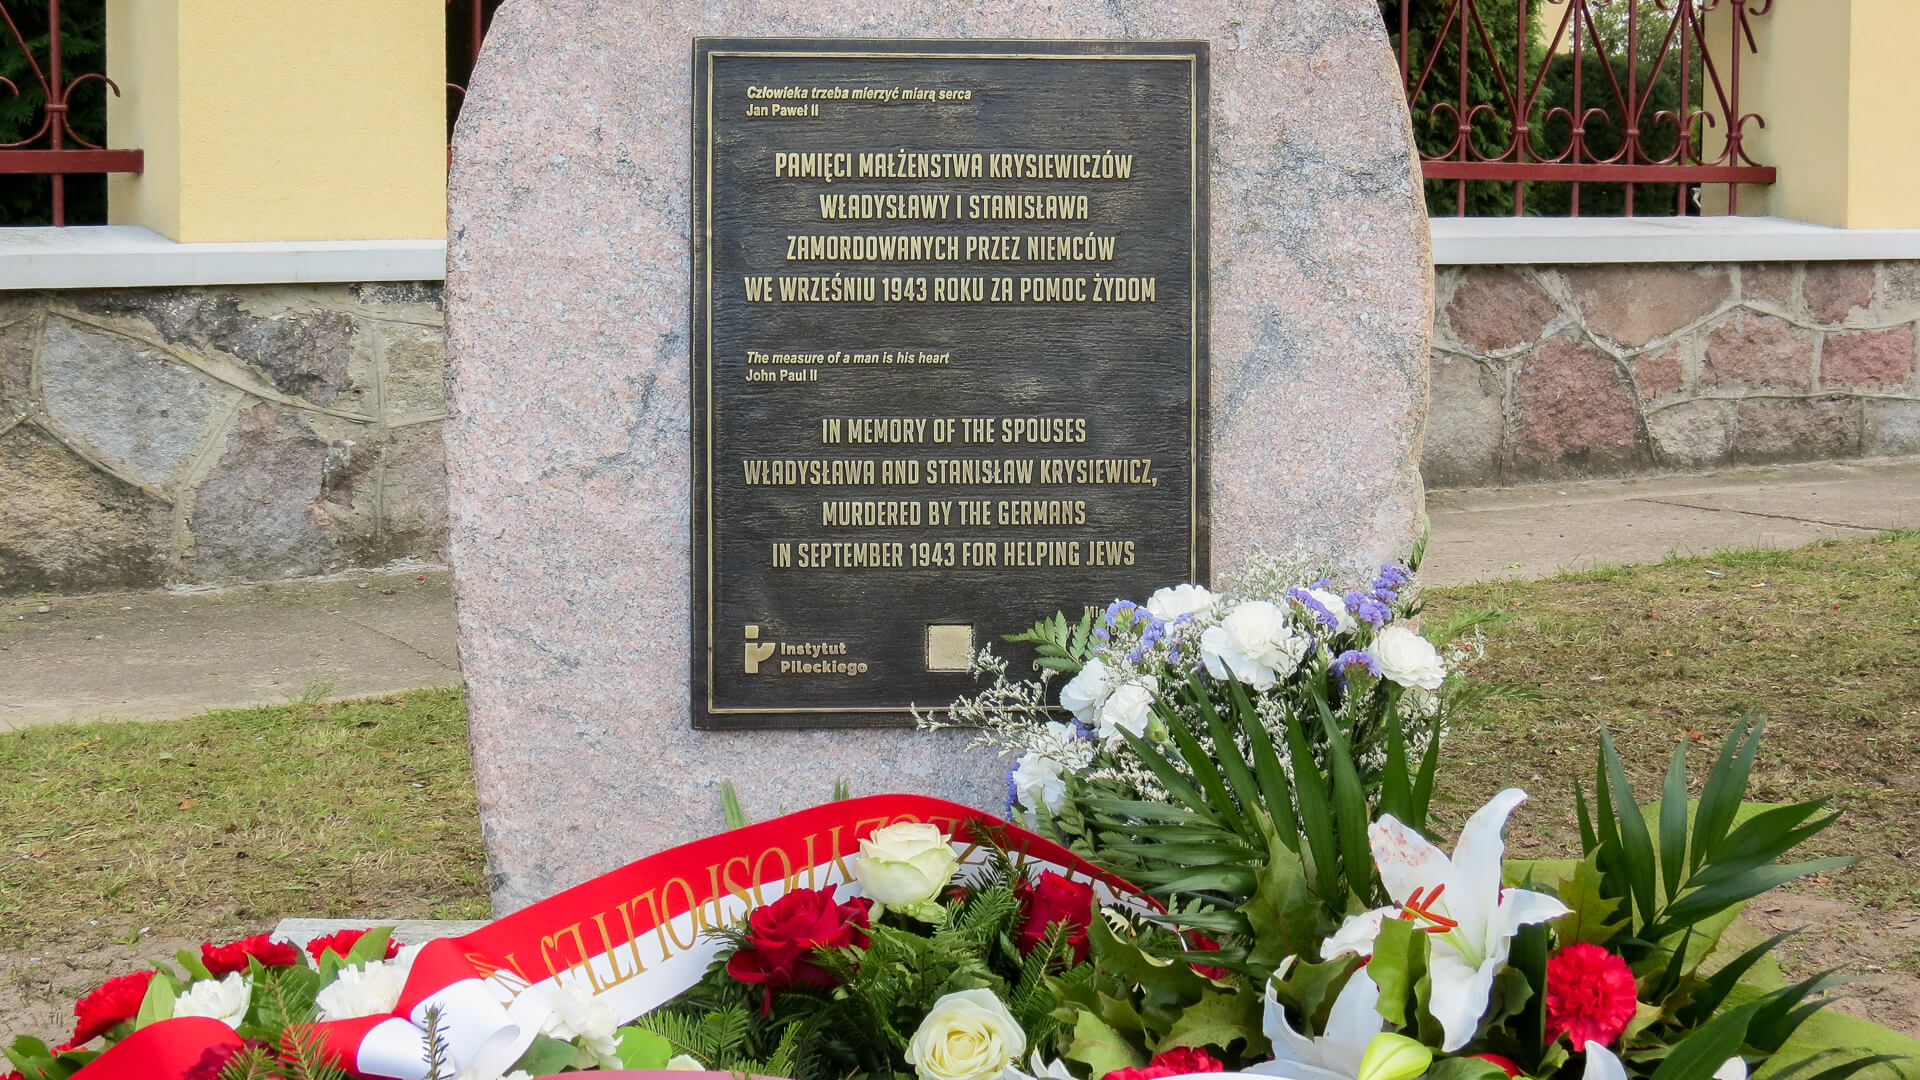 Człowieka trzeba mierzyć miarą serca
Jan Paweł II
PAMIĘCI MAŁŻENSTWA KRYSIEWICZÓW
WŁADYSŁAWY I STANISŁAWA
ZAMORDOWANYCH PRZEZ NIEMCÓW
WE WRZEŚNIU 1943 ROKU ZA POMOC ŻYDOM
The measure of a man is his heart
John Paul II
IN MEMORY OF THE SPOUSES
WŁADYSŁAWA AND STANISŁAW KRYSIEWICZ,
MURDERED BY THE GERMANS
IN SEPTEMBER 1943 FOR HELPING JEWS
Instytut
Pileckiego